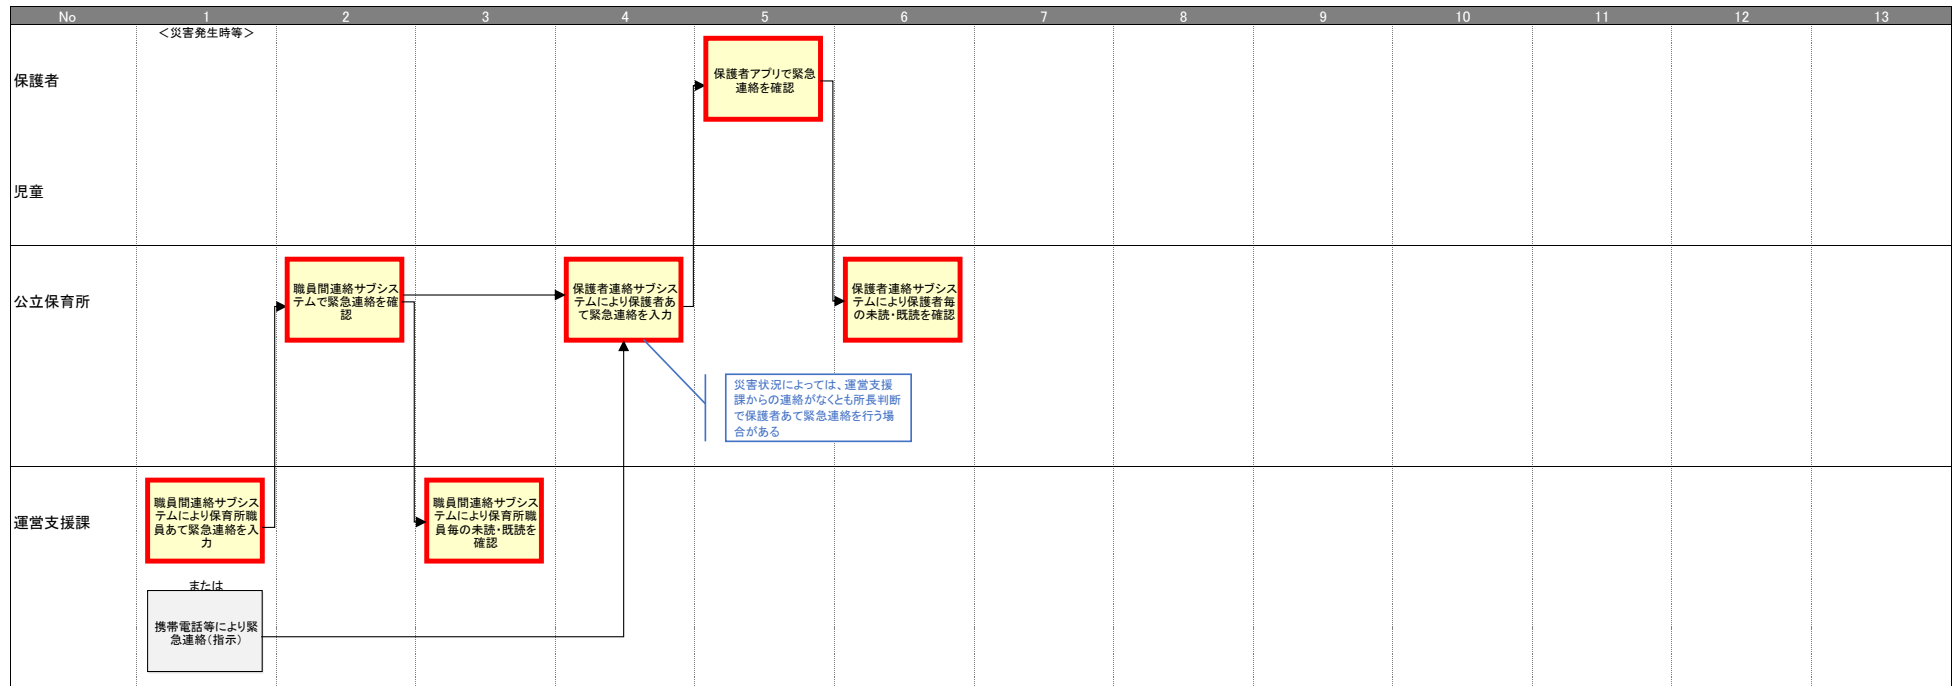 No 1 2 3 4 5 6 7 8 9 10 11 12 13
＜災害発生時等＞
保護者
保護者アプリで緊急
連絡を確認
児童
公立保育所
職員間連絡サブシス
テムで緊急連絡を確
認
保護者連絡サブシス
テムにより保護者あ
て緊急連絡を入力
保護者連絡サブシス
テムにより保護者毎
の未読・既読を確認
災害状況によっては、運営支援
課からの連絡がなくとも所長判断
で保護者あて緊急連絡を行う場
合がある
運営支援課
職員間連絡サブシス
テムにより保育所職
員あて緊急連絡を入
力
職員間連絡サブシス
テムにより保育所職
員毎の未読・既読を
確認
または
携帯電話等により緊
急連絡（指示）